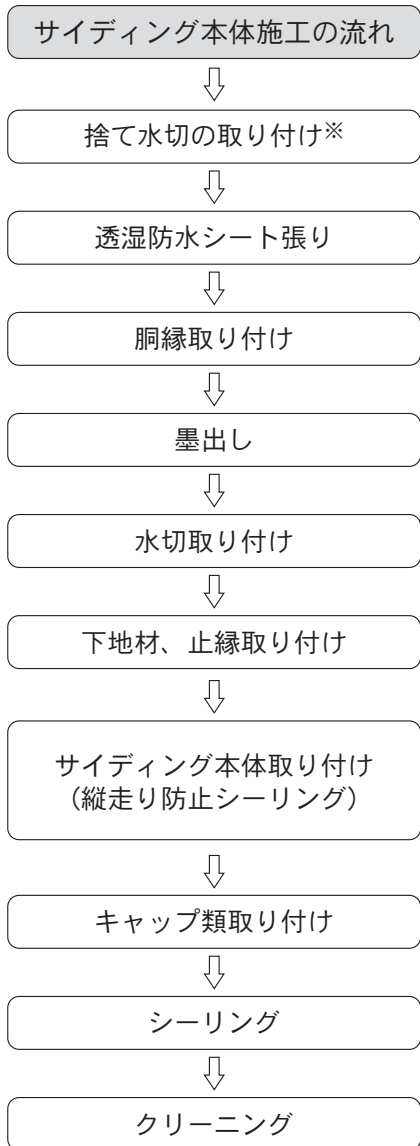 サイディング本体施工の流れ
捨て水切の取り付け※
透湿防水シート張り
胴縁取り付け
墨出し
水切取り付け
下地材、止縁取り付け
サイディング本体取り付け
（縦走り防止シーリング）
キャップ類取り付け
シーリング
クリーニング